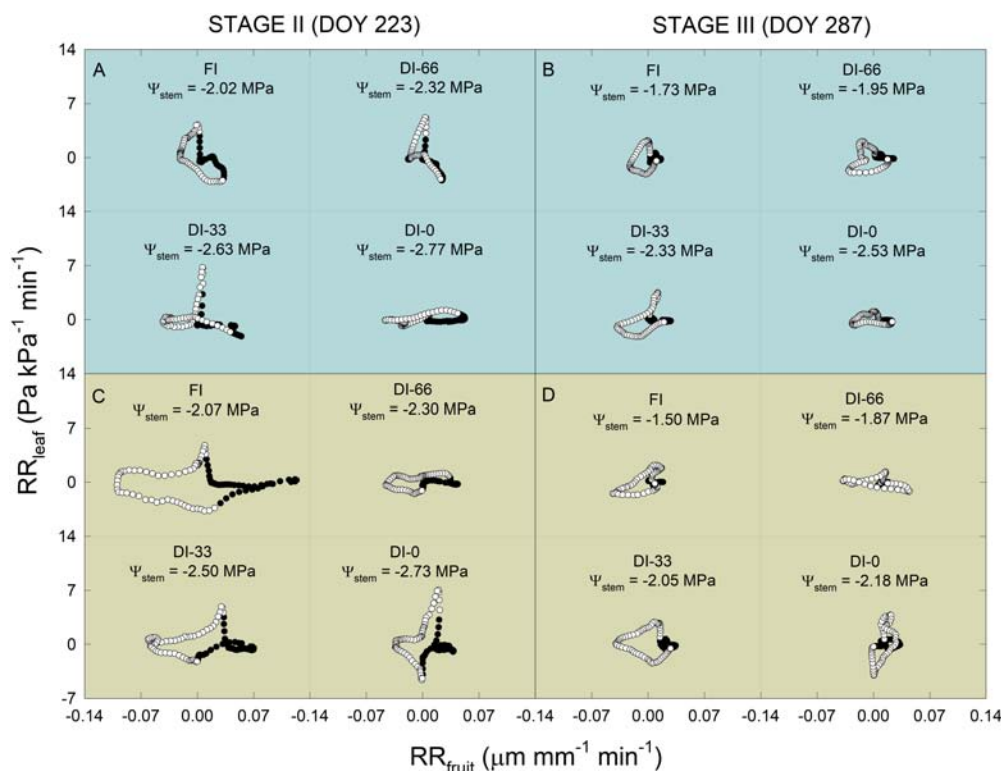 STAGE II (DOY 223) STAGE III (DOY 287)
14
A FI DI-66 B FI DI-66
Ψstem = -2.02 MPa Ψstem = -2.32 MPa Ψstem = -1.73 MPa Ψstem = -1.95 MPa
7
0
14
DI-33 DI-0 DI-33 DI-0
Ψstem = -2.63 MPa Ψstem = -2.77 MPa Ψstem = -2.33 MPa Ψstem = -2.53 MPa
7
0
14
C FI DI-66 D FI DI-66
Ψstem = -2.07 MPa Ψstem = -2.30 MPa Ψstem = -1.50 MPa Ψstem = -1.87 MPa
7
0
14
DI-33 DI-0 DI-33 DI-0
Ψstem = -2.50 MPa Ψstem = -2.73 MPa Ψstem = -2.05 MPa Ψstem = -2.18 MPa
7
0
-7
RRleaf (Pa kPa⁻¹ min⁻¹)
-0.14 -0.07 0.00 0.07 -0.14 -0.07 0.00 0.07 -0.14 -0.07 0.00 0.07 -0.14 -0.07 0.00 0.07 0.14
RRfruit (μm mm⁻¹ min⁻¹)